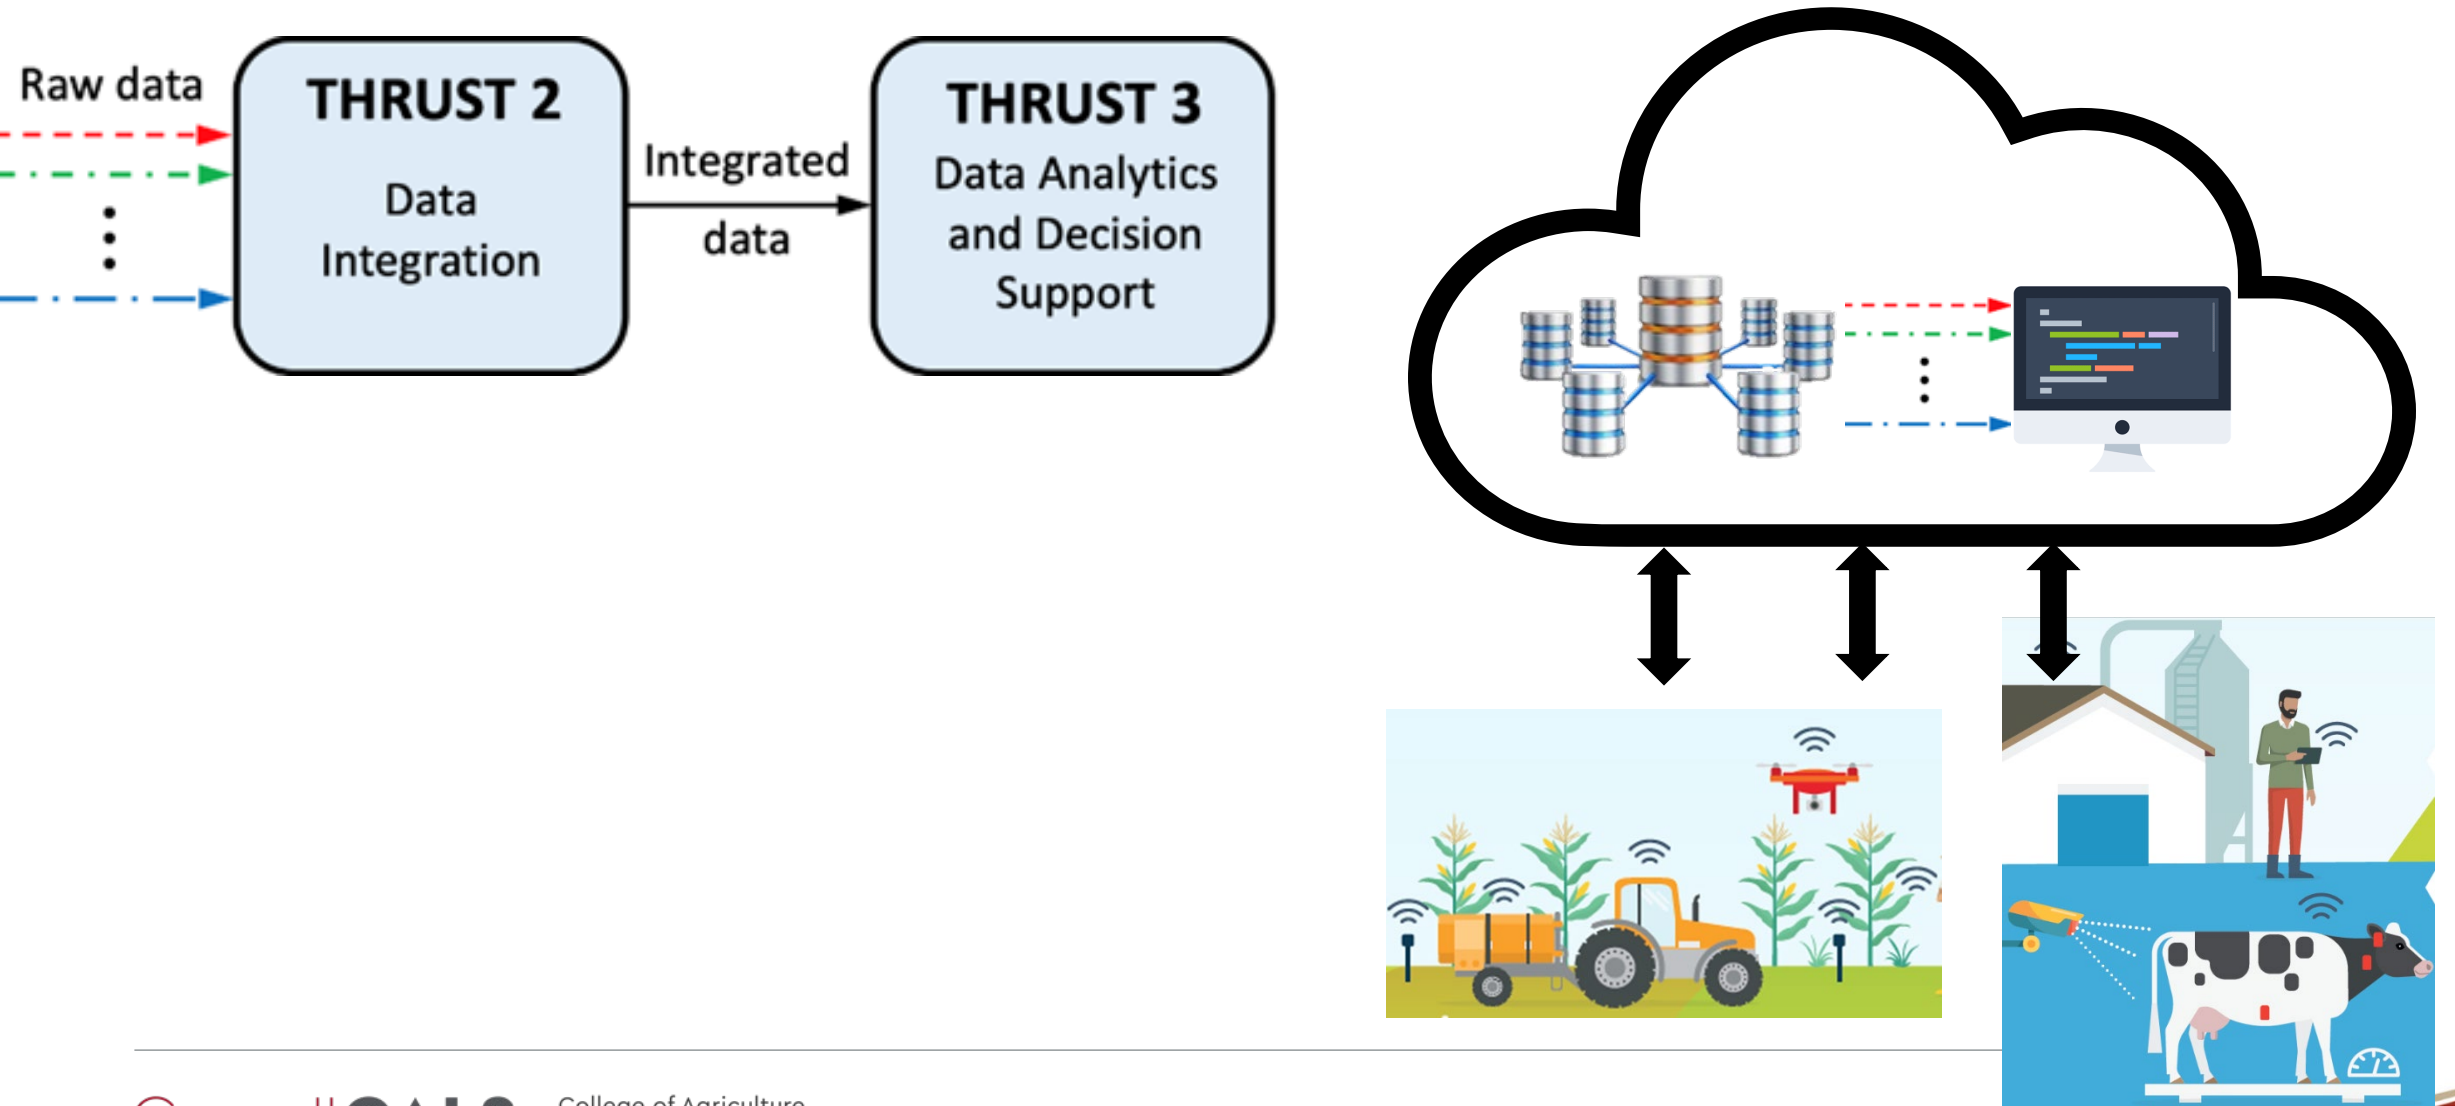 Raw data
THRUST 2
Data
Integration
Integrated
data
THRUST 3
Data Analytics
and Decision
Support
College of Agriculture